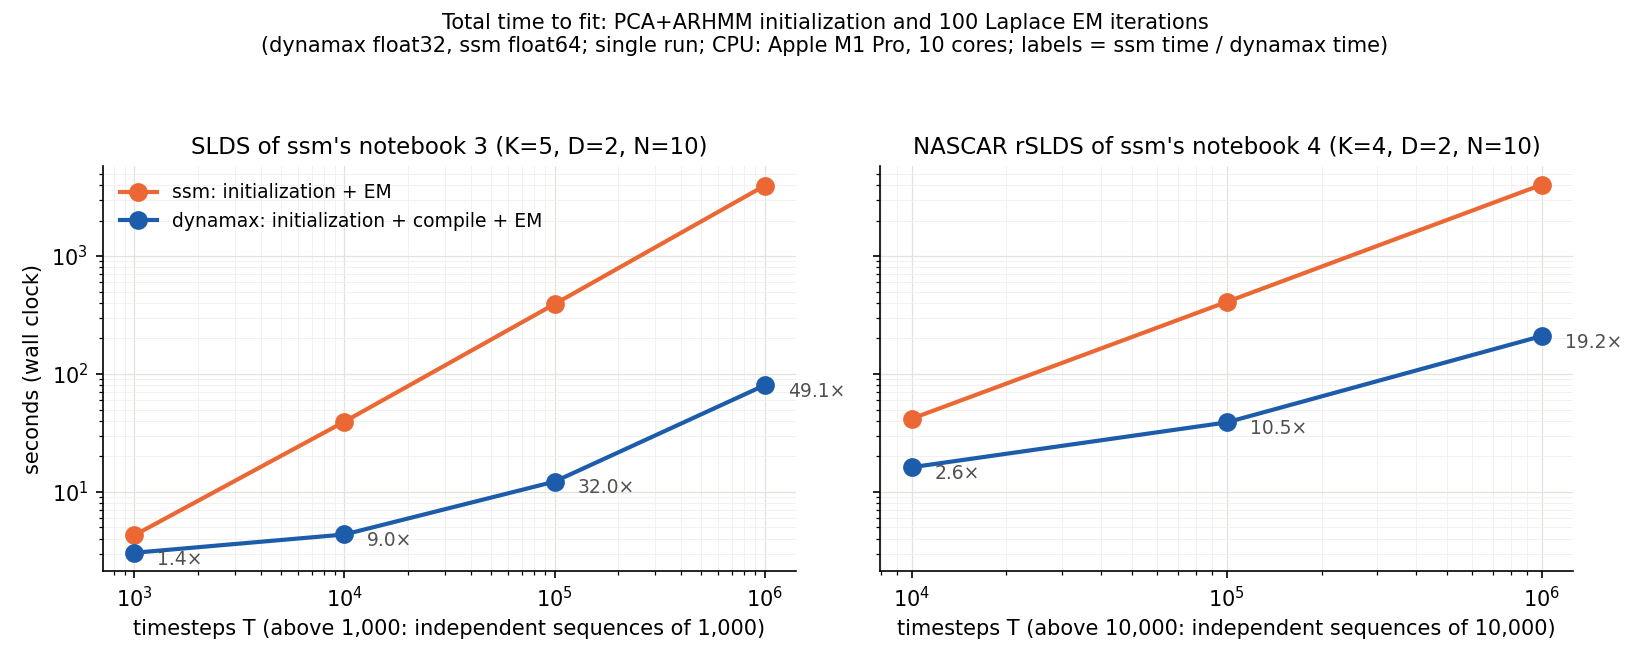 Total time to fit: PCA+ARHMM initialization and 100 Laplace EM iterations
(dynamax float32, ssm float64; single run; CPU: Apple M1 Pro, 10 cores; labels = ssm time / dynamax time)
SLDS of ssm's notebook 3 (K=5, D=2, N=10)
ssm: initialization + EM
dynamax: initialization + compile + EM
seconds (wall clock)
10³
10²
10¹
1.4×
9.0×
32.0×
49.1×
10³ 10⁴ 10⁵ 10⁶
timesteps T (above 1,000: independent sequences of 1,000)
NASCAR rSLDS of ssm's notebook 4 (K=4, D=2, N=10)
2.6×
10.5×
19.2×
10⁴ 10⁵ 10⁶
timesteps T (above 10,000: independent sequences of 10,000)